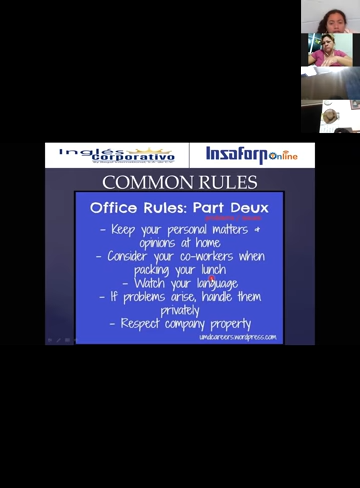 Inglés
Corporativo
Insaforp Online
COMMON RULES
Office Rules: Part Deux
- Keep your personal matters &
opinions at home
- Consider your co-workers when
packing your lunch
- Watch your language
- If problems arise, handle them
privately
- Respect company property
umdcareers.wordpress.com